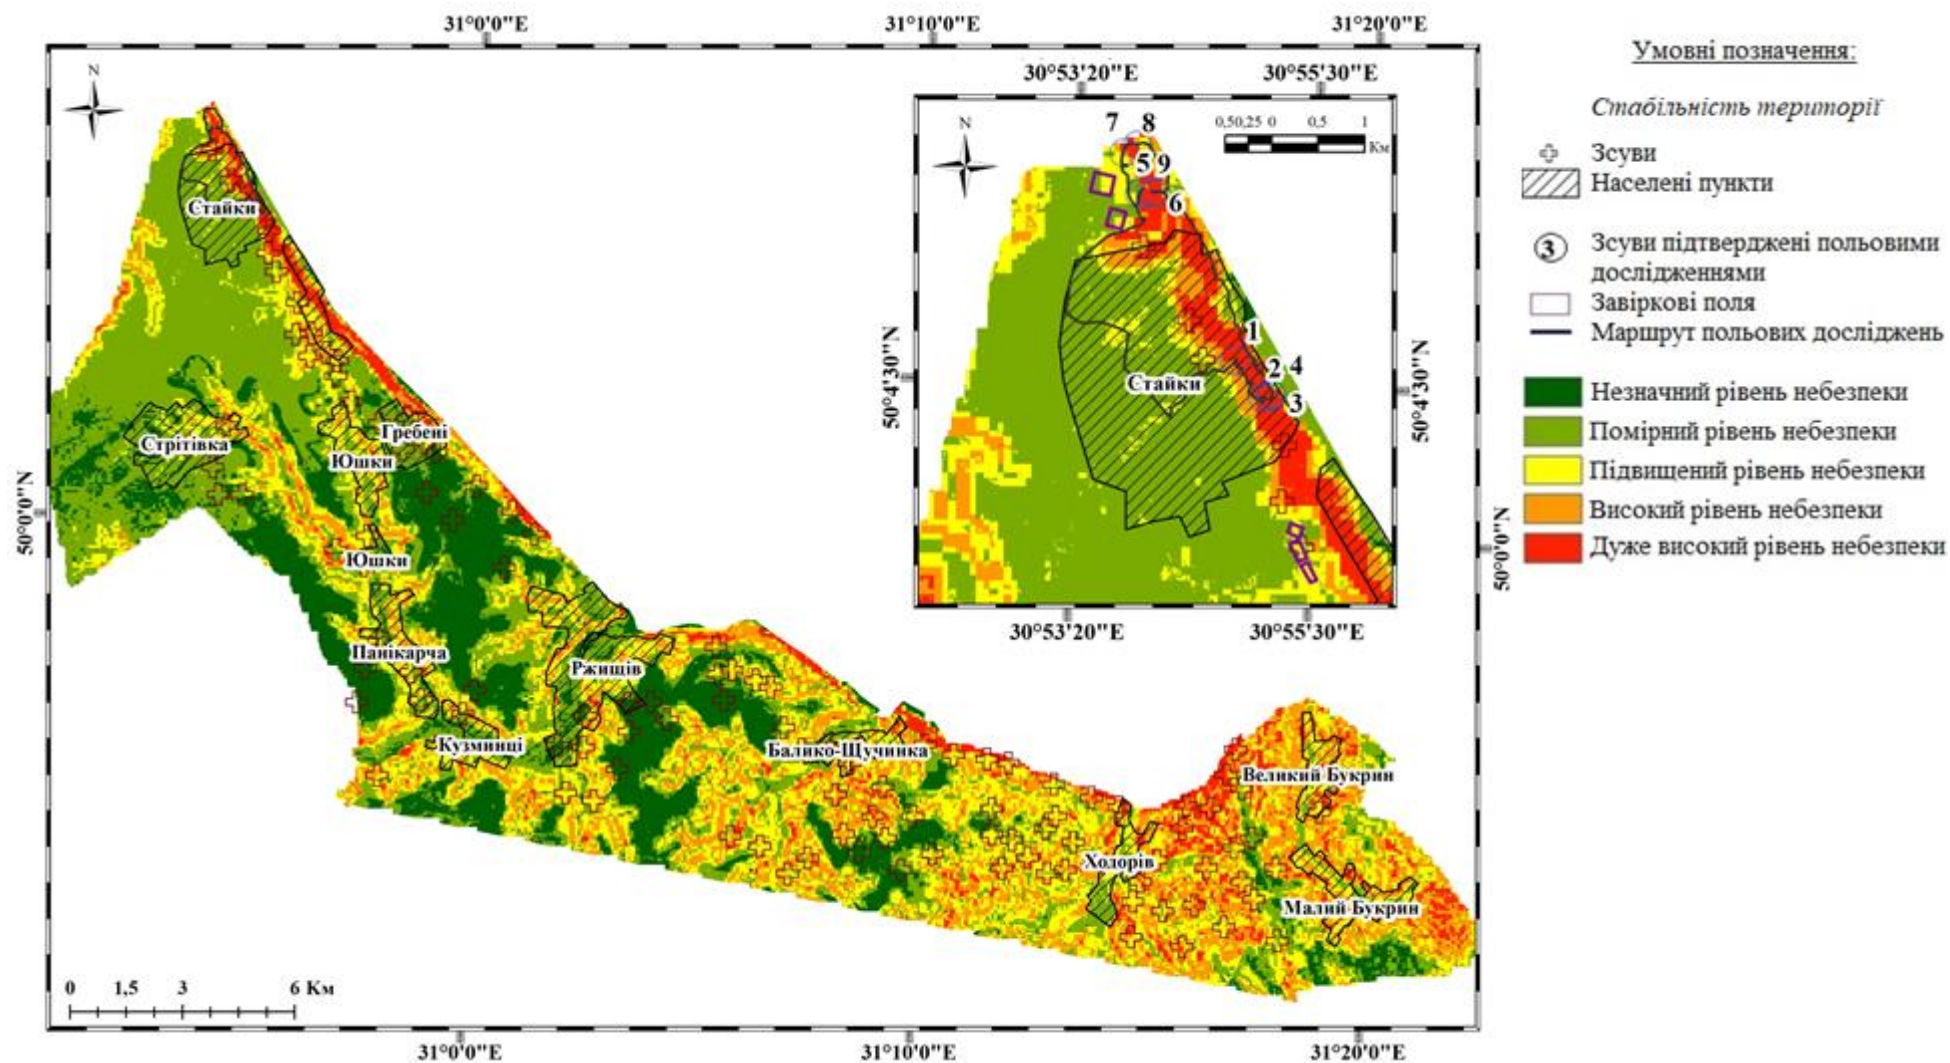 31°0'0"E
31°10'0"E
31°20'0"E
N
50°0'0"N
Стайки
Стрітівка
Гребені
Юшки
Юшки
Панікарча
Ржищів
Кузминці
Балико-Щучинка
Великий Букрин
Ходорів
Малий Букрин
0 1,5 3 6 Км
31°0'0"E
31°10'0"E
31°20'0"E
50°0'0"N
30°53'20"E
30°55'30"E
N
0,50,25 0 0,5 1
Км
7 8
5 9
6
1
2 4
3
Стайки
50°4'30"N
50°4'30"N
30°53'20"E
30°55'30"E
Умовні позначення:
Стабільність території
Зсуви
Населені пункти
3 Зсуви підтверджені польовими
дослідженнями
Завіркові поля
Маршрут польових досліджень
Незначний рівень небезпеки
Помірний рівень небезпеки
Підвищений рівень небезпеки
Високий рівень небезпеки
Дуже високий рівень небезпеки